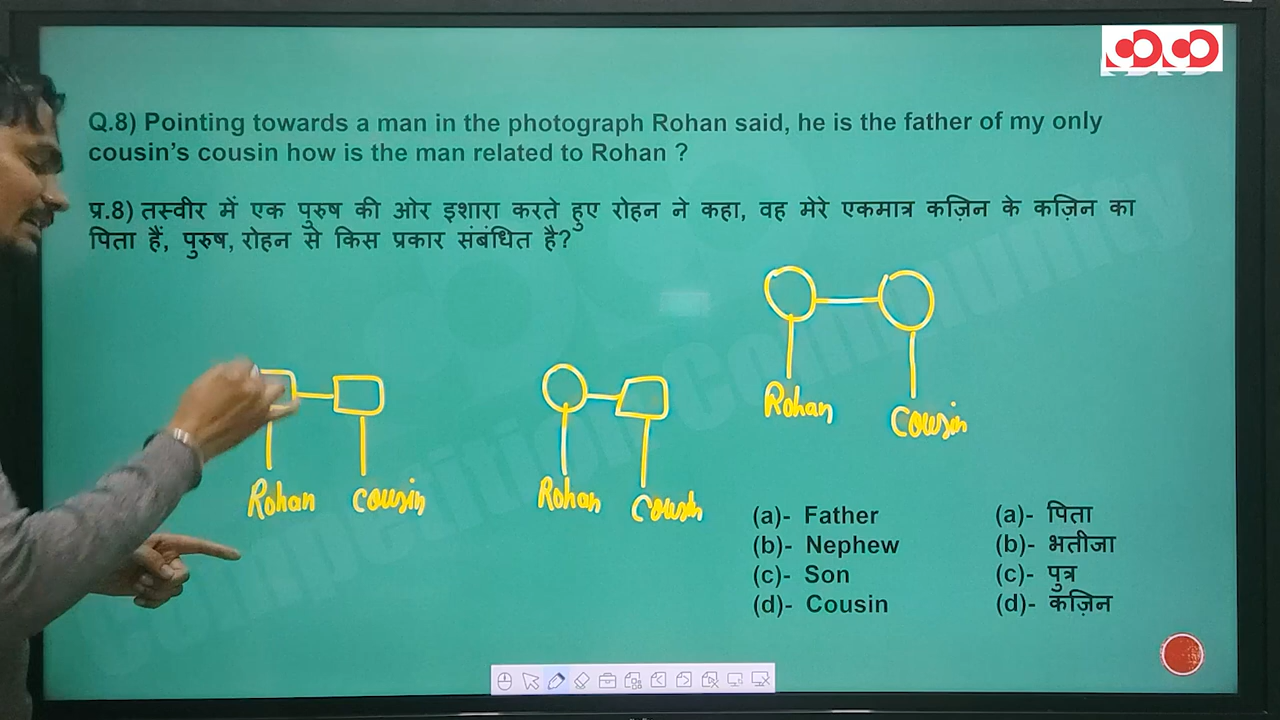 Q.8) Pointing towards a man in the photograph Rohan said, he is the father of my only
cousin's cousin how is the man related to Rohan ?
प्र.8) तस्वीर में एक पुरुष की ओर इशारा करते हुए रोहन ने कहा, वह मेरे एकमात्र कज़िन के कज़िन का
पिता हैं, पुरुष, रोहन से किस प्रकार संबंधित है?
Rohan cousin
Rohan Cousin
Rohan Cousin
(a)- Father (a)- पिता
(b)- Nephew (b)- भतीजा
(c)- Son (c)- पुत्र
(d)- Cousin (d)- कज़िन
Competition Community